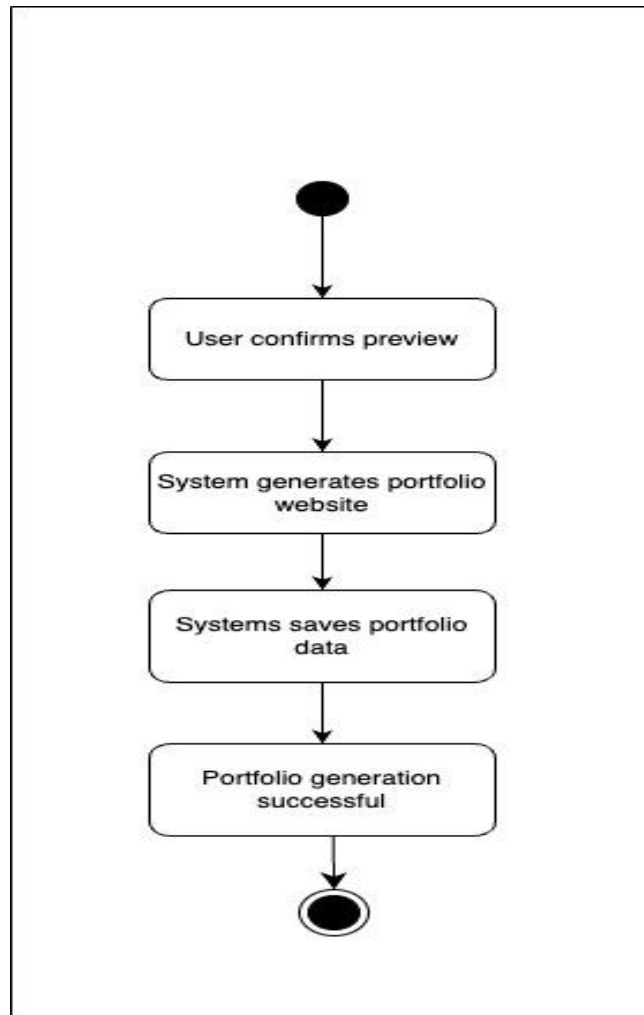 User confirms preview
System generates portfolio
website
Systems saves portfolio
data
Portfolio generation
successful